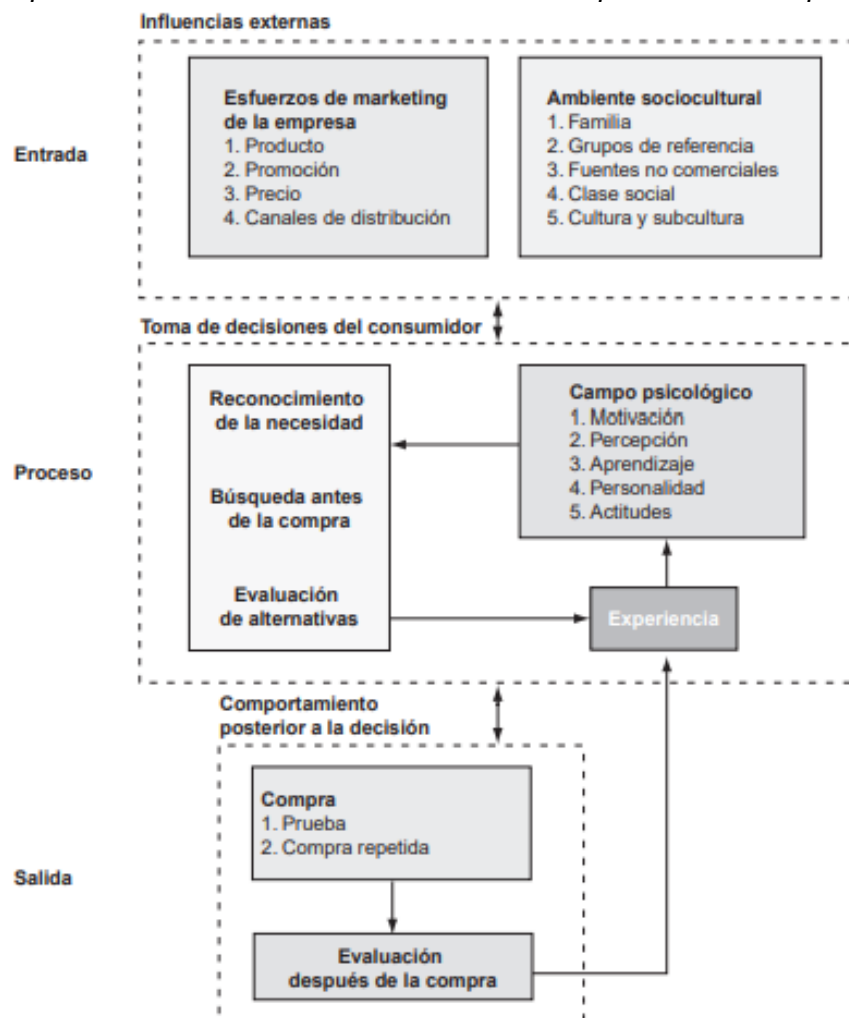 Influencias externas
Esfuerzos de marketing
de la empresa
1. Producto
2. Promoción
3. Precio
4. Canales de distribución
Ambiente sociocultural
1. Familia
2. Grupos de referencia
3. Fuentes no comerciales
4. Clase social
5. Cultura y subcultura
Entrada
Toma de decisiones del consumidor
Reconocimiento
de la necesidad
Búsqueda antes
de la compra
Evaluación
de alternativas
Campo psicológico
1. Motivación
2. Percepción
3. Aprendizaje
4. Personalidad
5. Actitudes
Experiencia
Proceso
Comportamiento
posterior a la decisión
Compra
1. Prueba
2. Compra repetida
Salida
Evaluación
después de la compra